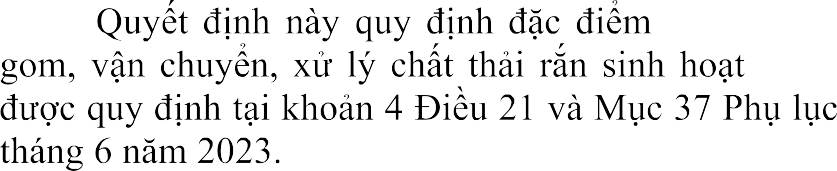 Quyết định này quy định đặc điểm
gom, vận chuyển, xử lý chất thải rắn sinh hoạt
được quy định tại khoản 4 Điều 21 và Mục 37 Phụ lục
tháng 6 năm 2023.